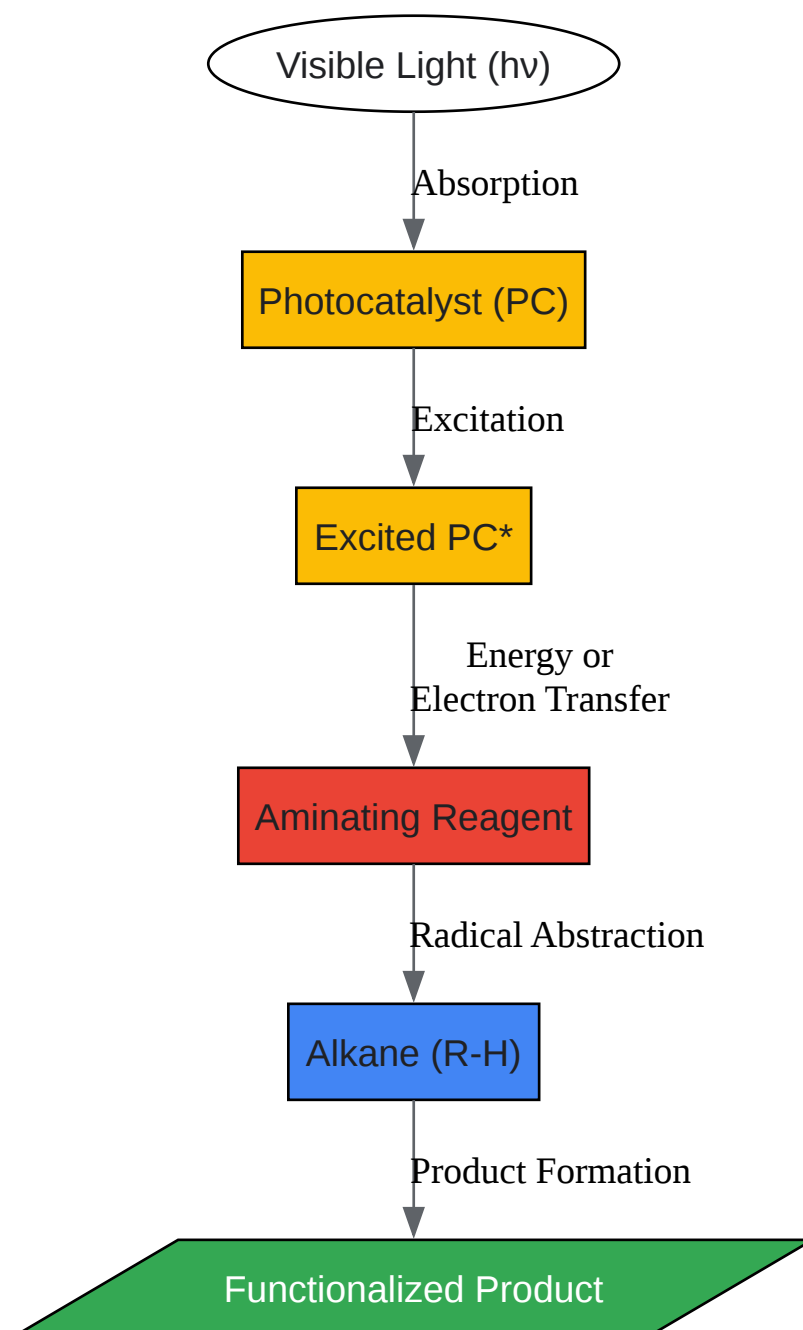 Visible Light (hν)
Absorption
Photocatalyst (PC)
Excitation
Excited PC*
Energy or
Electron Transfer
Aminating Reagent
Radical Abstraction
Alkane (R-H)
Product Formation
Functionalized Product